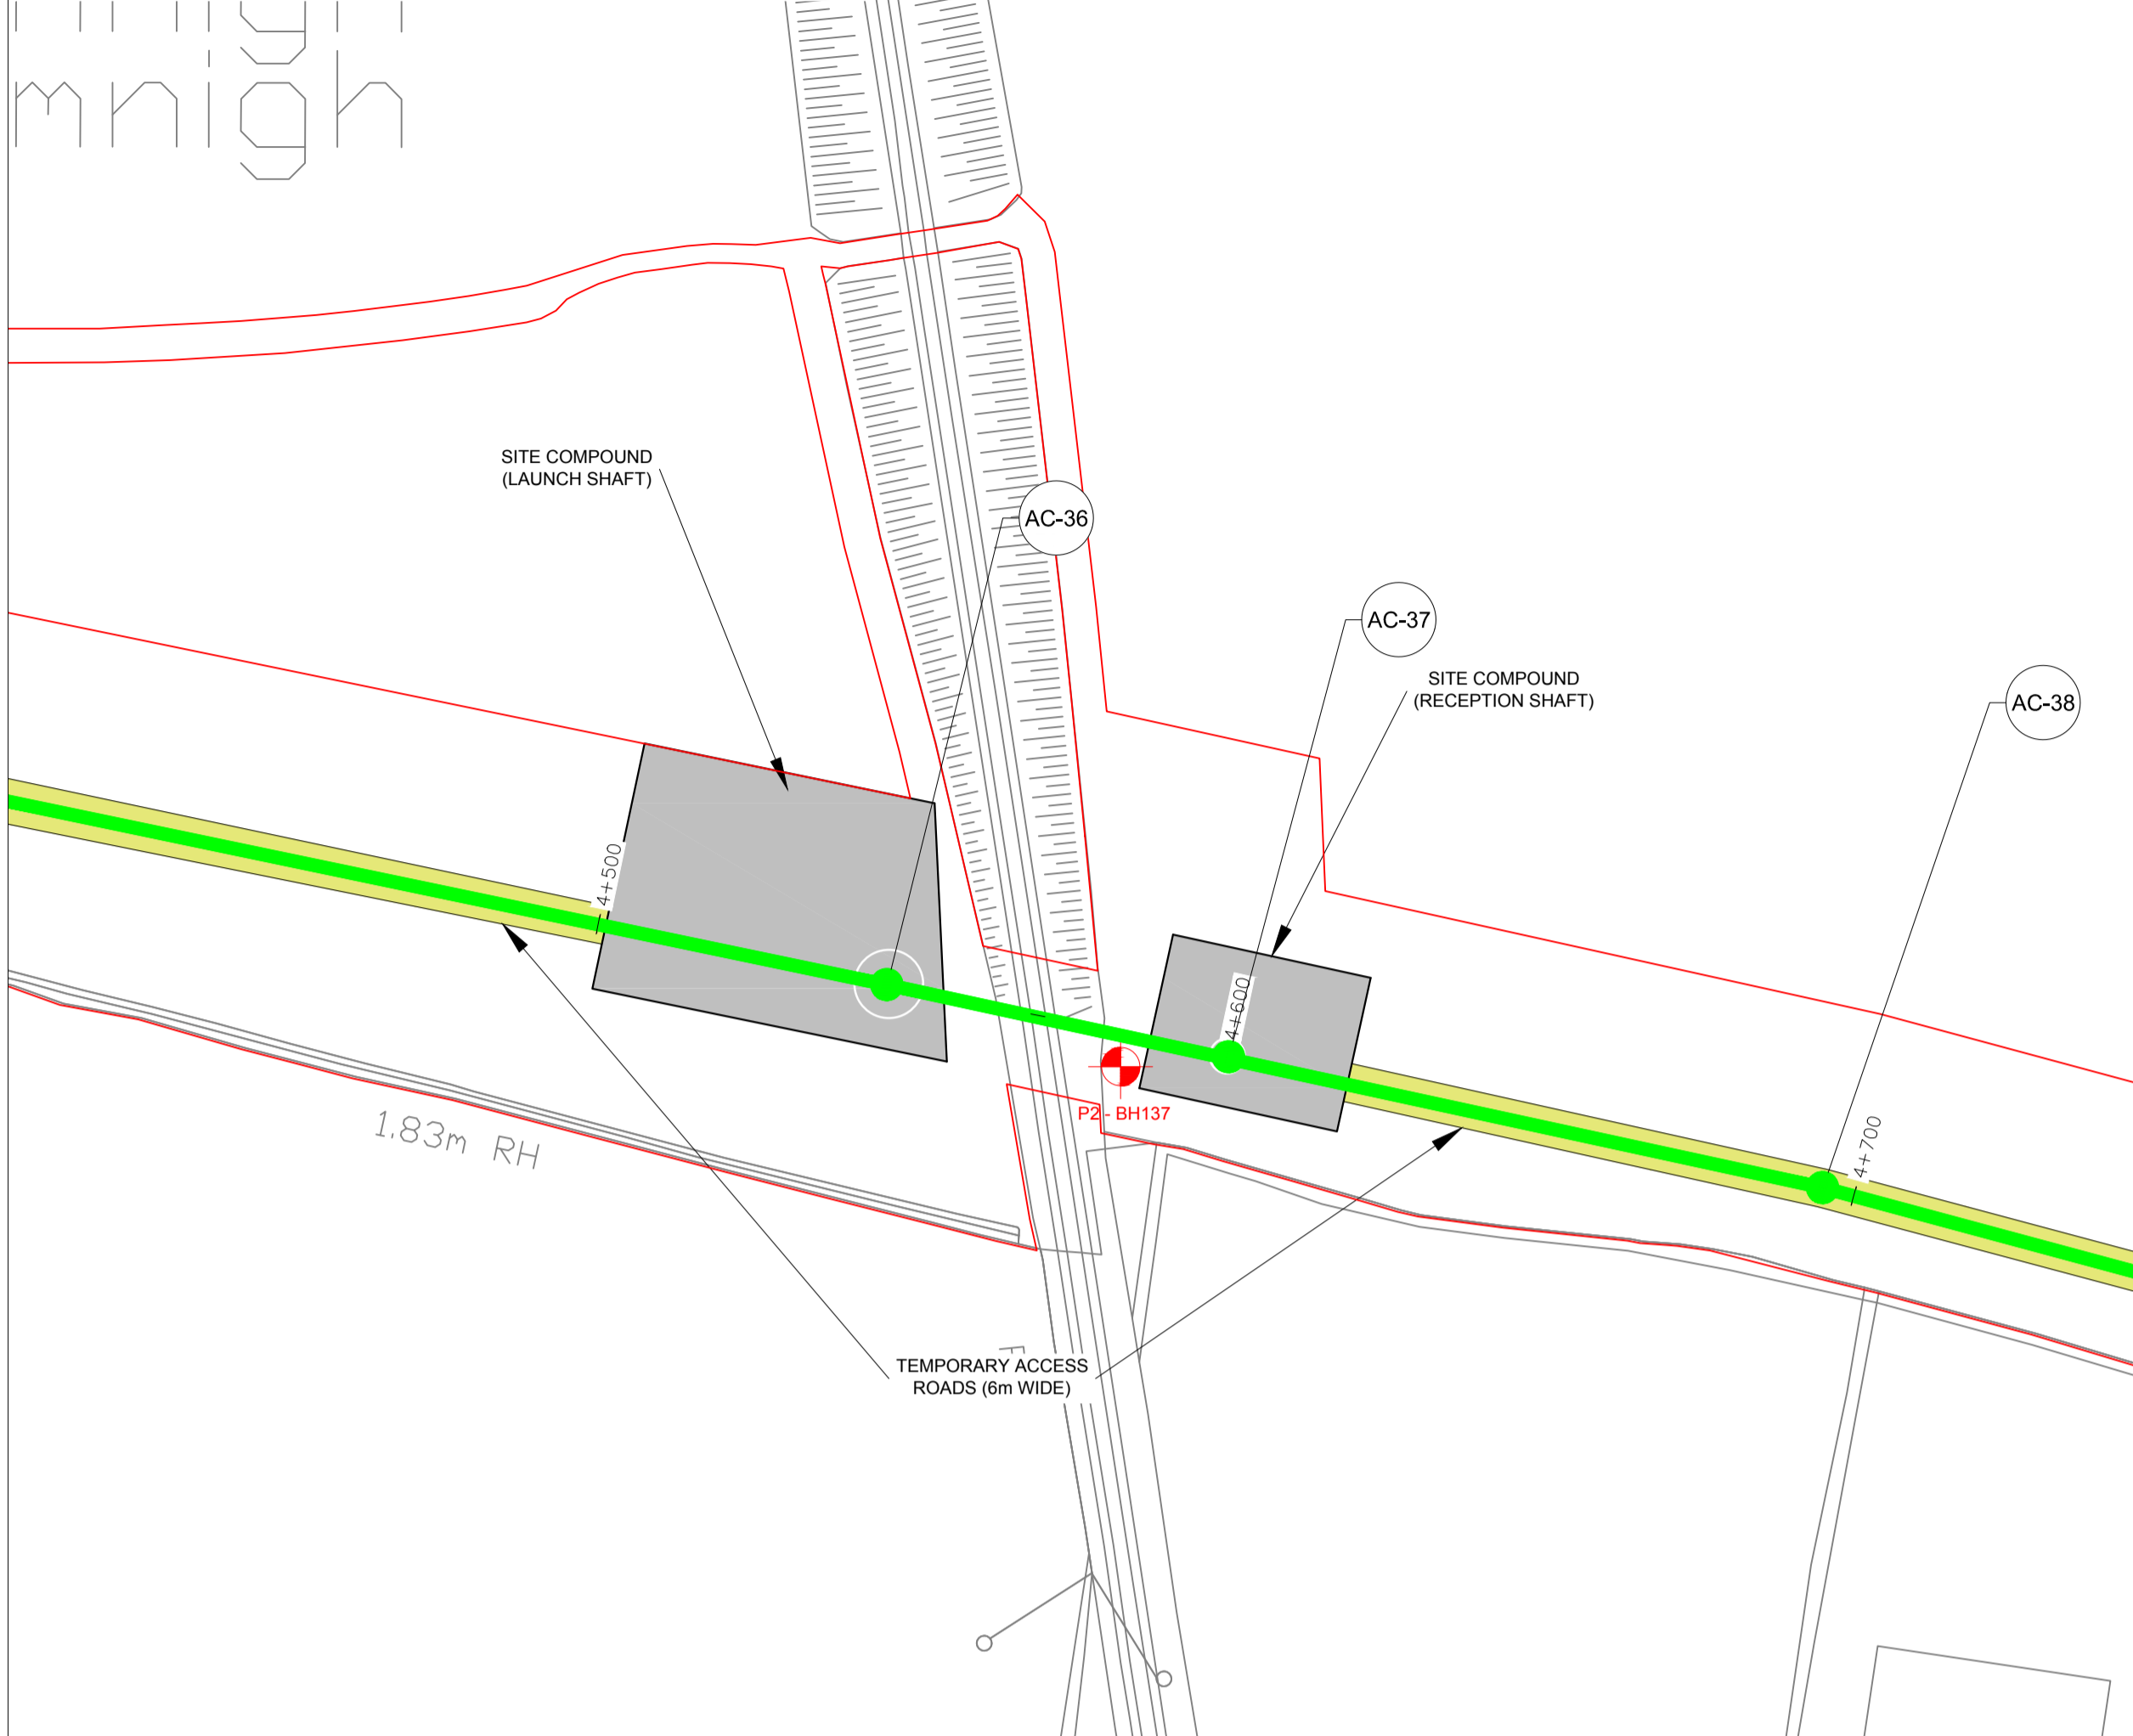 mnigh
SITE COMPOUND
(LAUNCH SHAFT)
AC-36
AC-37
SITE COMPOUND
(RECEPTION SHAFT)
AC-38
4+500
4+600
P2 - BH137
1.83m RH
4+700
TEMPORARY ACCESS
ROADS (6m WIDE)